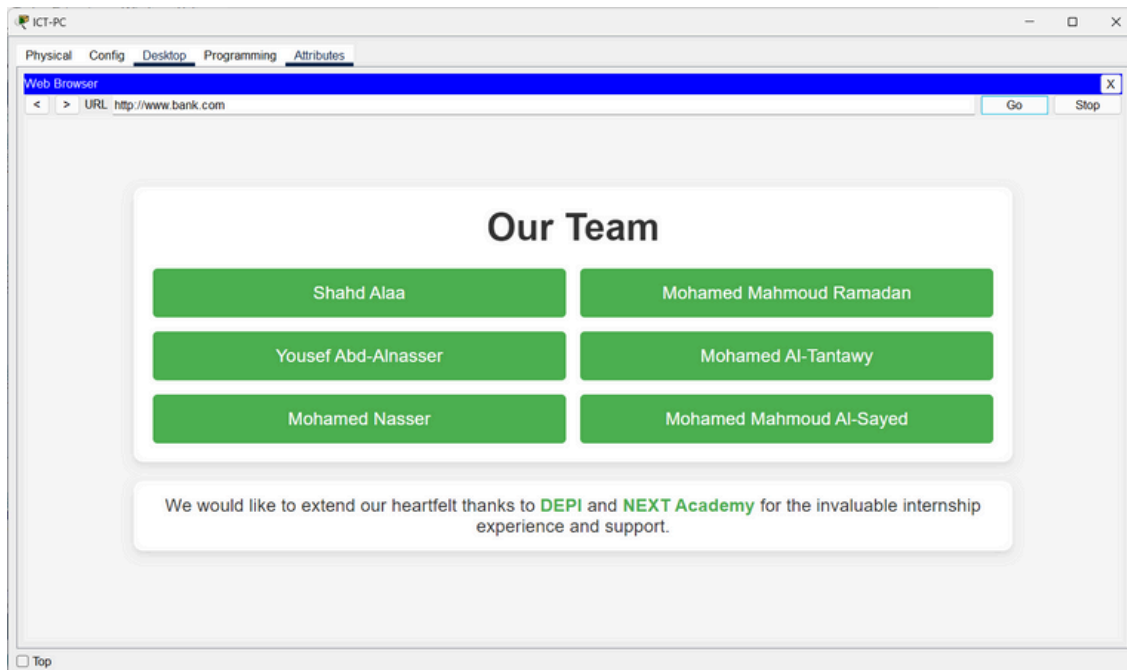 ICT-PC
Physical Config Desktop Programming Attributes
Web Browser X
< > URL http://www.bank.com Go Stop
Our Team
Shahd Alaa Mohamed Mahmoud Ramadan
Yousef Abd-Alnasser Mohamed Al-Tantawy
Mohamed Nasser Mohamed Mahmoud Al-Sayed
We would like to extend our heartfelt thanks to DEPI and NEXT Academy for the invaluable internship
experience and support.
Top